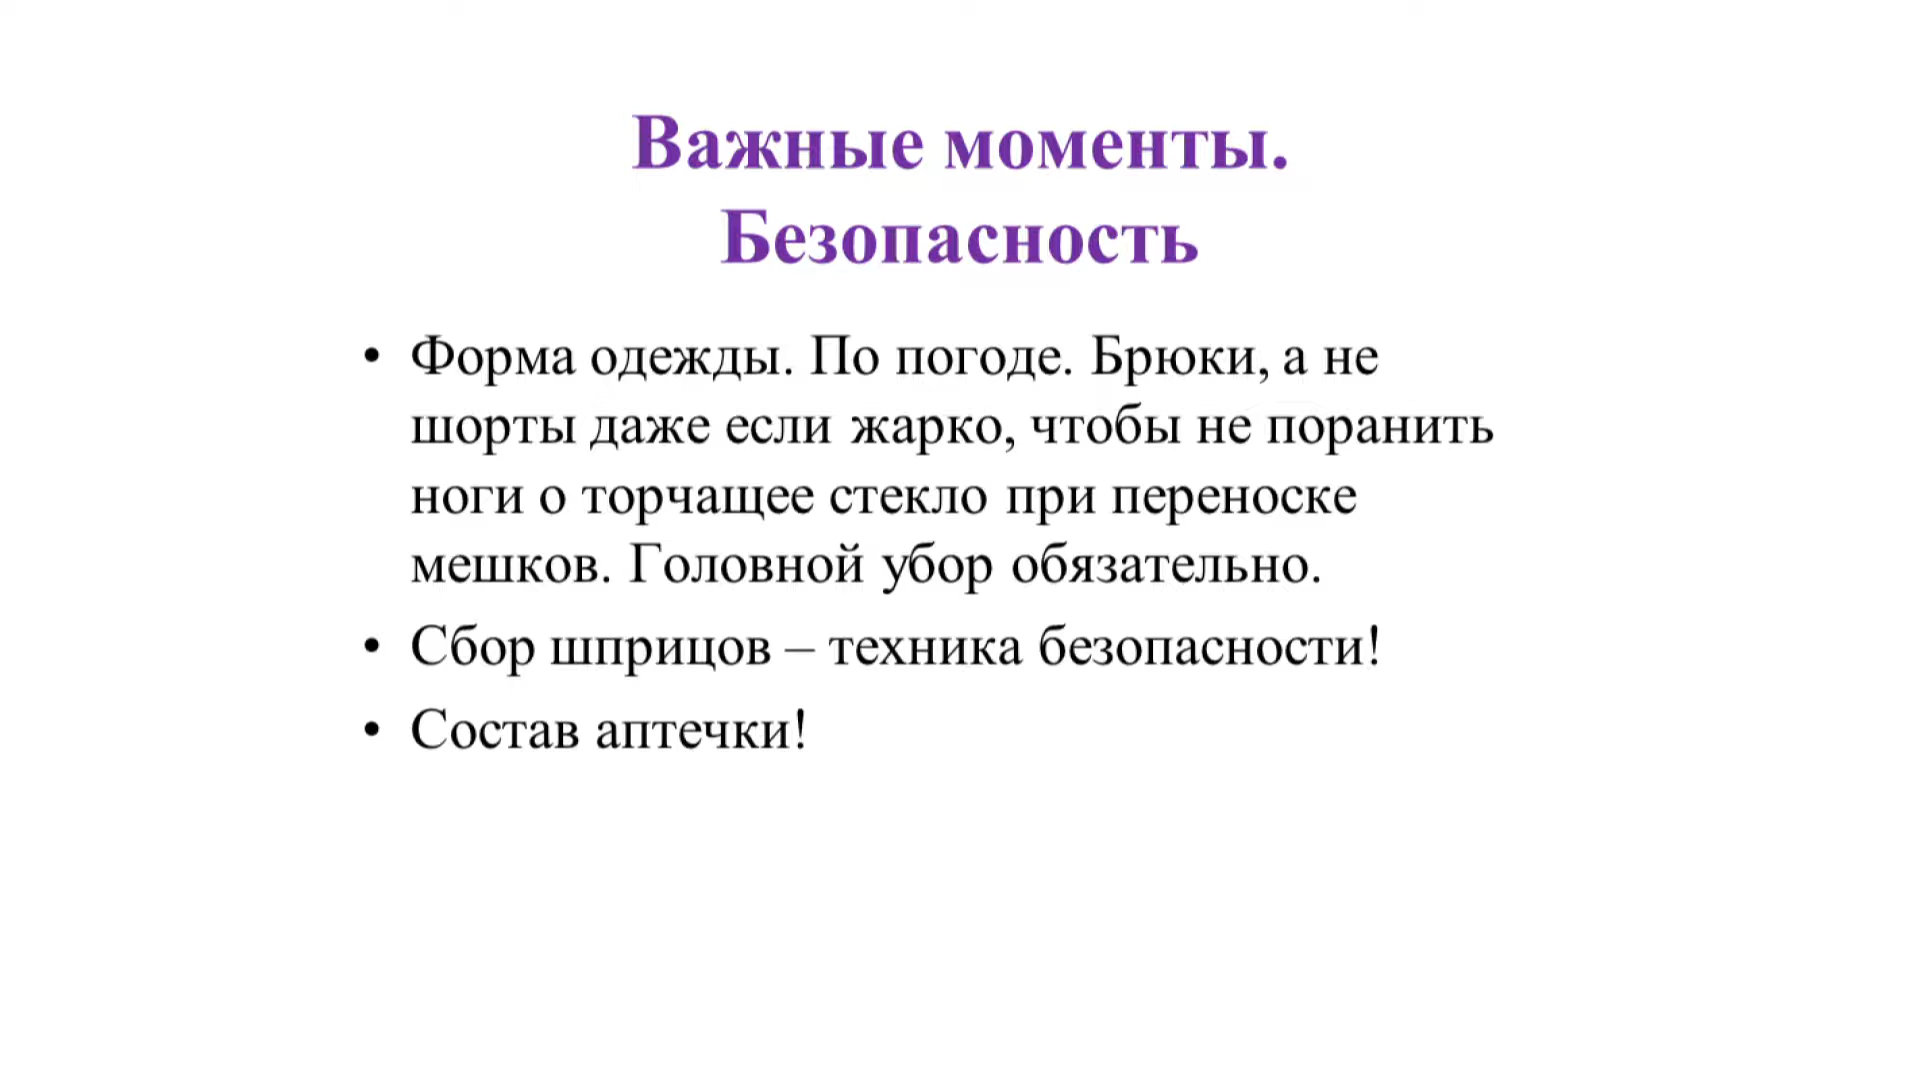 Важные моменты.
Безопасность
• Форма одежды. По погоде. Брюки, а не
шорты даже если жарко, чтобы не поранить
ноги о торчащее стекло при переноске
мешков. Головной убор обязательно.
• Сбор шприцов – техника безопасности!
• Состав аптечки!